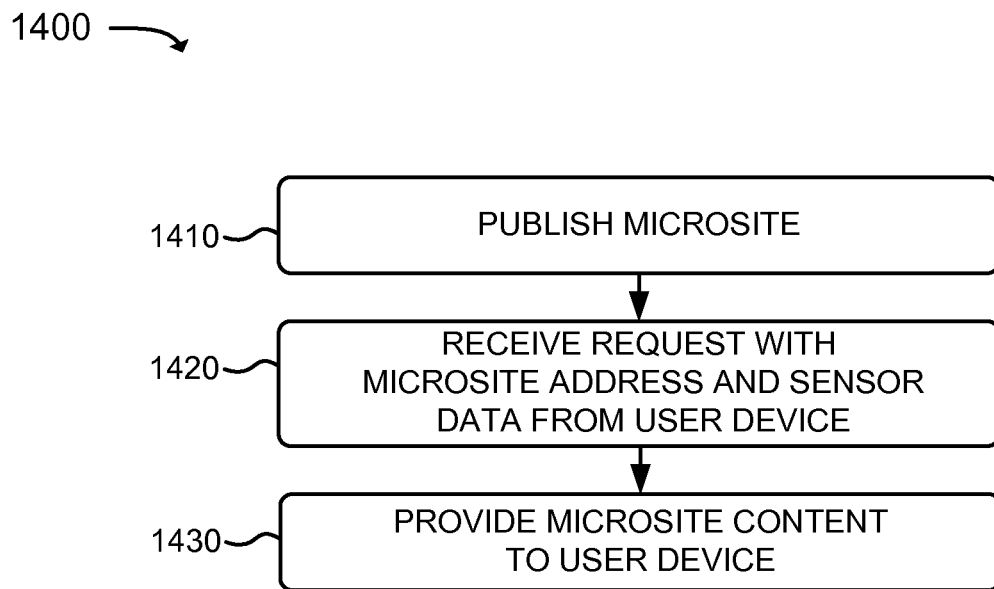 1400
1410
PUBLISH MICROSITE
1420
RECEIVE REQUEST WITH
MICROSITE ADDRESS AND SENSOR
DATA FROM USER DEVICE
1430
PROVIDE MICROSITE CONTENT
TO USER DEVICE